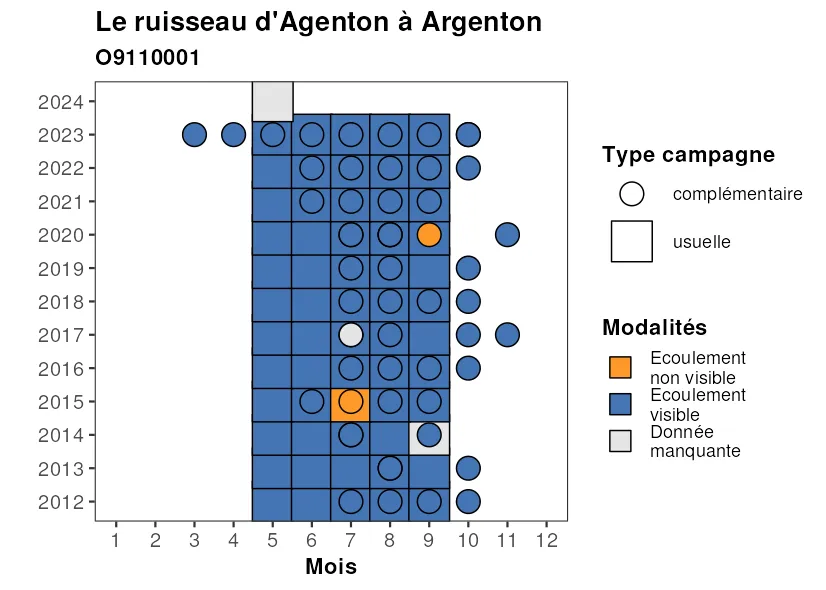 Le ruisseau d'Agenton à Argenton
O9110001
2024
2023
2022
2021
2020
2019
2018
2017
2016
2015
2014
2013
2012
1 2 3 4 5 6 7 8 9 10 11 12
Mois
Type campagne
complémentaire
usuelle
Modalités
Ecoulement
non visible
Ecoulement
visible
Donnée
manquante